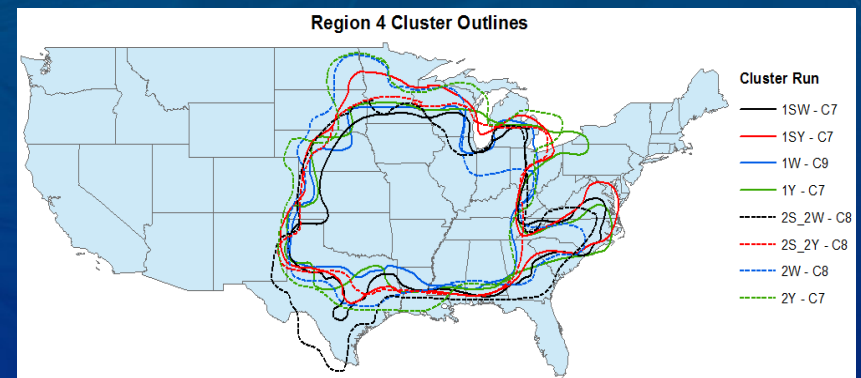 Region 4 Cluster Outlines
Cluster Run
1SW - C7
1SY - C7
1W - C9
1Y - C7
2S_2W - C8
2S_2Y - C8
2W - C8
2Y - C7